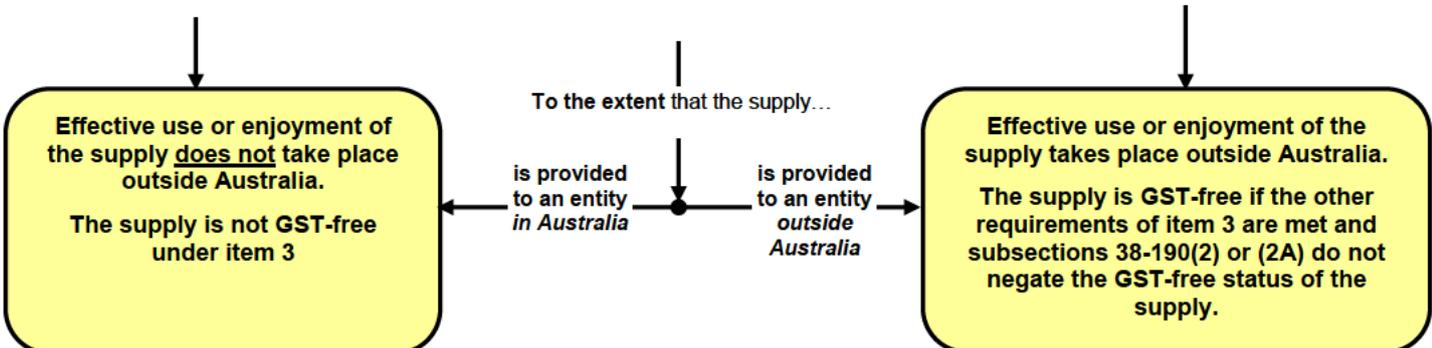 To the extent that the supply…
Effective use or enjoyment of
the supply does not take place
outside Australia.
The supply is not GST-free
under item 3
is provided
to an entity
in Australia
is provided
to an entity
outside
Australia
Effective use or enjoyment of the
supply takes place outside Australia.
The supply is GST-free if the other
requirements of item 3 are met and
subsections 38-190(2) or (2A) do not
negate the GST-free status of the
supply.